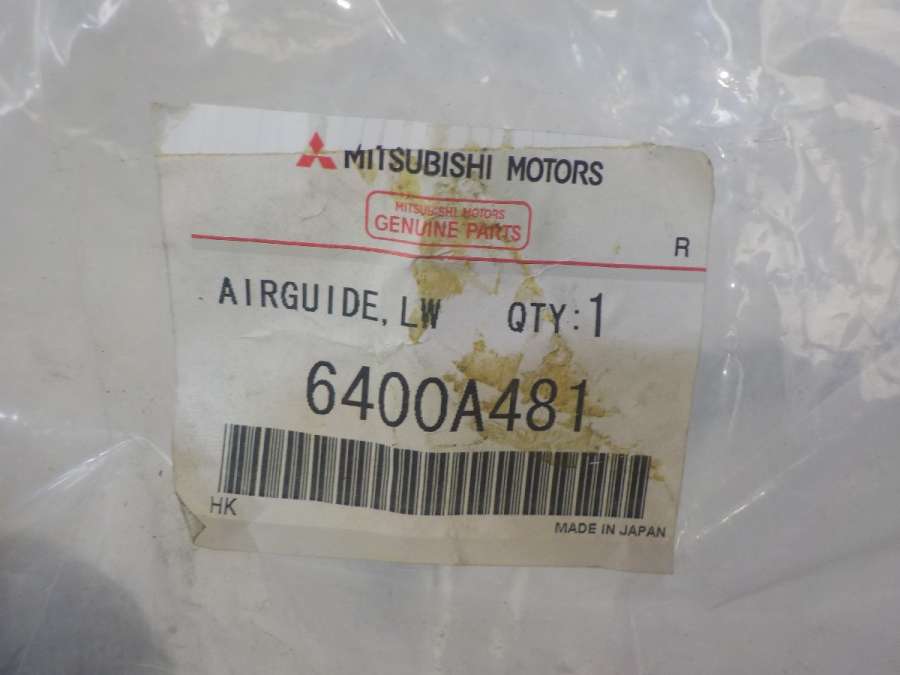 MITSUBISHI MOTORS
MITSUBISHI MOTORS
GENUINE PARTS
R
AIRGUIDE,LW QTY:1
6400A481
HK
MADE IN JAPAN